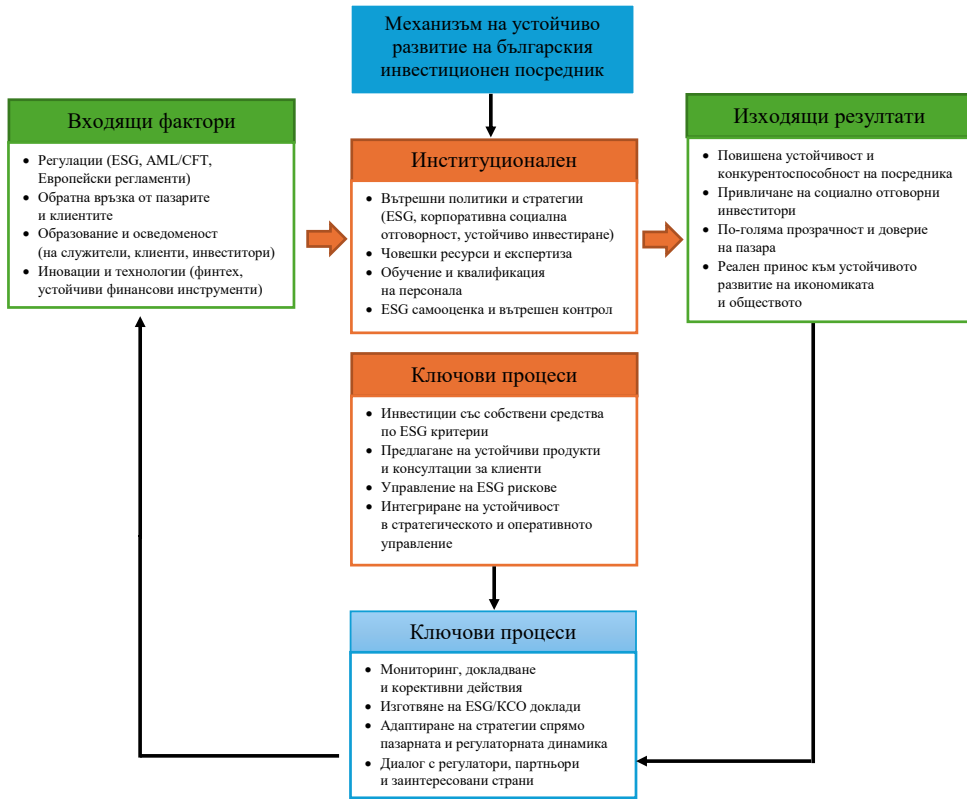 Механизъм на устойчиво
развитие на българския
инвестиционен посредник
Входящи фактори
• Регулации (ESG, AML/CFT,
Европейски регламенти)
• Обратна връзка от пазарите
и клиентите
• Образование и осведоменост
(на служители, клиенти, инвеститори)
• Иновации и технологии (финтех,
устойчиви финансови инструменти)
Институционален
• Вътрешни политики и стратегии
(ESG, корпоративна социална
отговорност, устойчиво инвестиране)
• Човешки ресурси и експертиза
• Обучение и квалификация
на персонала
• ESG самооценка и вътрешен контрол
Изходящи резултати
• Повишена устойчивост и
конкурентоспособност на посредника
• Привличане на социално отговорни
инвеститори
• По-голяма прозрачност и доверие
на пазара
• Реален принос към устойчивото
развитие на икономиката
и обществото
Ключови процеси
• Инвестиции със собствени средства
по ESG критерии
• Предлагане на устойчиви продукти
и консултации за клиенти
• Управление на ESG рискове
• Интегриране на устойчивост
в стратегическото и оперативното
управление
Ключови процеси
• Мониторинг, докладване
и корективни действия
• Изготвяне на ESG/КСО доклади
• Адаптиране на стратегии спрямо
пазарната и регулаторната динамика
• Диалог с регулатори, партньори
и заинтересовани страни